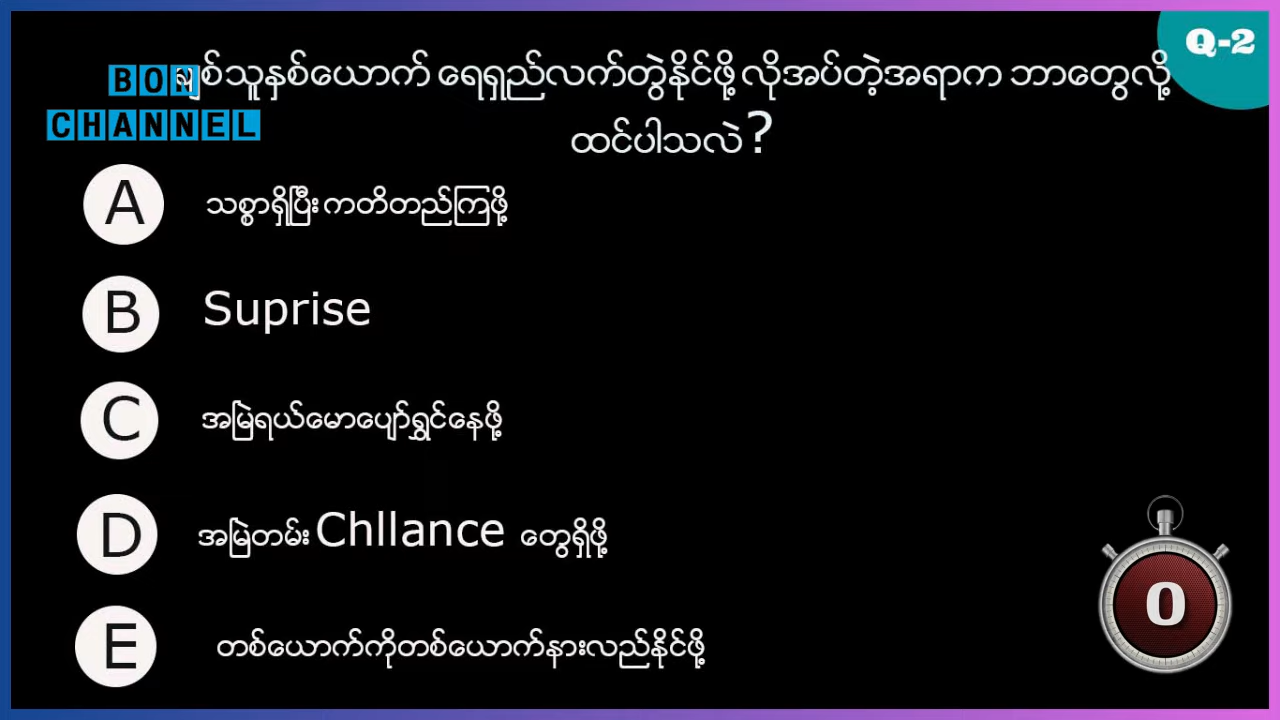 Q-2
BON
CHANNEL
ချစ်သူနှစ်ယောက် ရေရှည်လက်တွဲနိုင်ဖို့ လိုအပ်တဲ့အရာက ဘာတွေလို့
ထင်ပါသလဲ?
A သစ္စာရှိပြီး ကတိတည်ကြဖို့
B Suprise
C အမြဲရယ်မောပျော်ရွှင်နေဖို့
D အမြဲတမ်း Chllance တွေရှိဖို့
E တစ်ယောက်ကိုတစ်ယောက်နားလည်နိုင်ဖို့
0